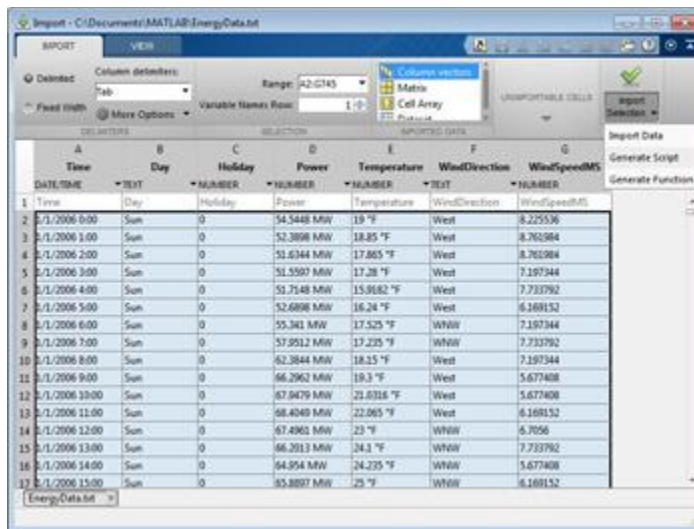 Import - C:\Documents\MATLAB\EnergyData.txt
IMPORT VIEW
Delimited
Fixed Width
Column delimiters:
Tab
More Options
DELIMITERS
Range: A2:G745
Variable Names Row: 1
SELECTION
Column vectors
Matrix
Cell Array
Dataset
IMPORTED DATA
UNIMPORTABLE CELLS
Import Selection
Import Data
Generate Script
Generate Function
A B C D E F G
Time Day Holiday Power Temperature WindDirection WindSpeedMS
DATE/TIME TEXT NUMBER NUMBER NUMBER TEXT NUMBER
1 Time Day Holiday Power Temperature WindDirection WindSpeedMS
2 1/1/2006 0:00 Sun 0 54.5448 MW 19 °F West 8.225536
3 1/1/2006 1:00 Sun 0 52.3898 MW 18.85 °F West 8.761984
4 1/1/2006 2:00 Sun 0 51.6344 MW 17.865 °F West 8.761984
5 1/1/2006 3:00 Sun 0 51.5597 MW 17.28 °F West 7.197344
6 1/1/2006 4:00 Sun 0 51.7148 MW 15.9182 °F West 7.733792
7 1/1/2006 5:00 Sun 0 52.6898 MW 16.24 °F West 6.169152
8 1/1/2006 6:00 Sun 0 55.341 MW 17.525 °F WNW 7.197344
9 1/1/2006 7:00 Sun 0 57.9512 MW 17.235 °F WNW 7.733792
10 1/1/2006 8:00 Sun 0 62.3844 MW 18.15 °F West 7.197344
11 1/1/2006 9:00 Sun 0 66.2962 MW 19.3 °F West 5.677408
12 1/1/2006 10:00 Sun 0 67.9479 MW 21.0316 °F West 5.677408
13 1/1/2006 11:00 Sun 0 68.4049 MW 22.065 °F West 6.169152
14 1/1/2006 12:00 Sun 0 67.4961 MW 23 °F WNW 6.7056
15 1/1/2006 13:00 Sun 0 66.2013 MW 24.1 °F WNW 7.733792
16 1/1/2006 14:00 Sun 0 64.954 MW 24.235 °F WNW 5.677408
17 1/1/2006 15:00 Sun 0 65.8897 MW 25 °F WNW 6.169152
EnergyData.txt